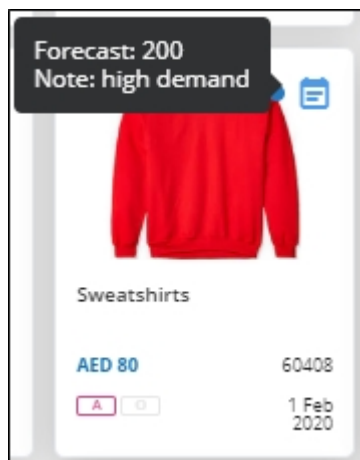 Forecast: 200
Note: high demand
Sweatshirts
AED 80
60408
A
O
1 Feb
2020